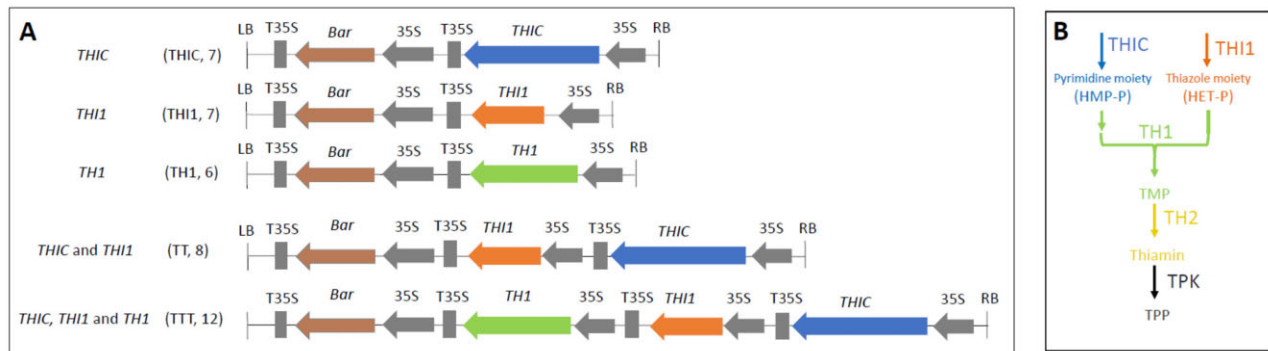 A
LB T35S Bar 35S T35S THIC 35S RB
THIC (THIC, 7)
LB T35S Bar 35S T35S THI1 35S RB
THI1 (THI1, 7)
LB T35S Bar 35S T35S TH1 35S RB
TH1 (TH1, 6)
LB T35S Bar 35S T35S THI1 35S T35S THIC 35S RB
THIC and THI1 (TT, 8)
T35S Bar 35S T35S TH1 35S T35S THI1 35S T35S THIC 35S RB
THIC, THI1 and TH1 (TTT, 12)
B
THIC THI1
Pyrimidine moiety Thiazole moiety
(HMP-P) (HET-P)
TH1
TMP
TH2
Thiamin
TPK
TPP